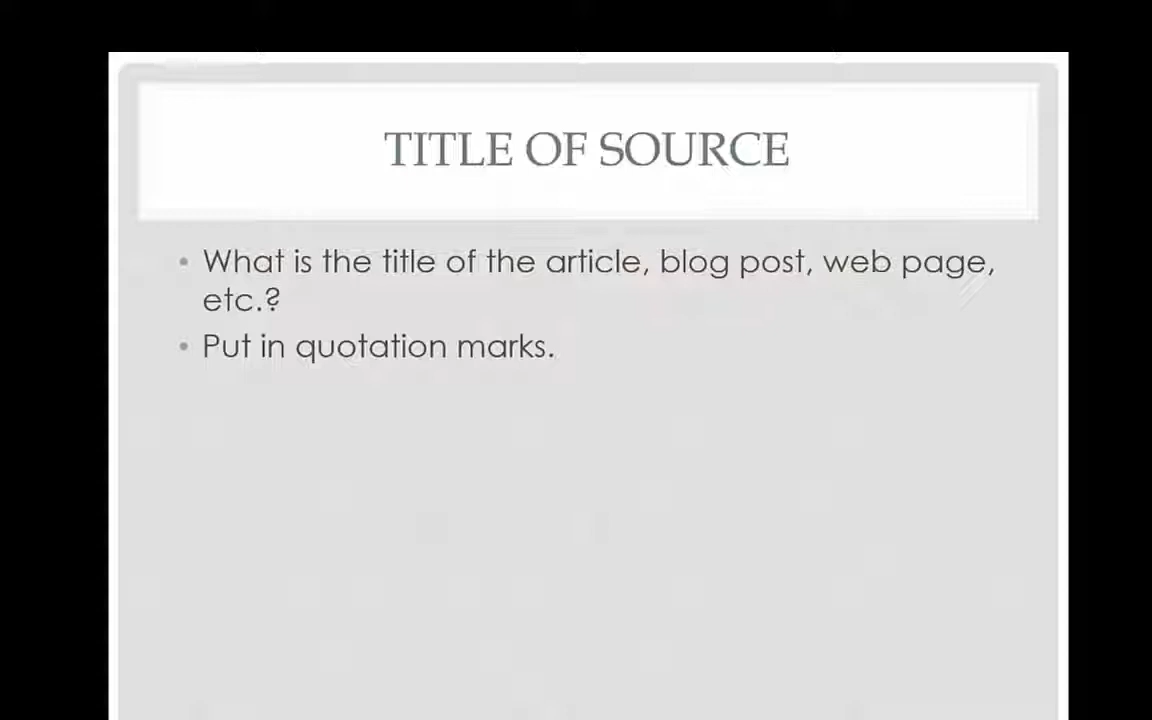 TITLE OF SOURCE
• What is the title of the article, blog post, web page,
etc.?
• Put in quotation marks.